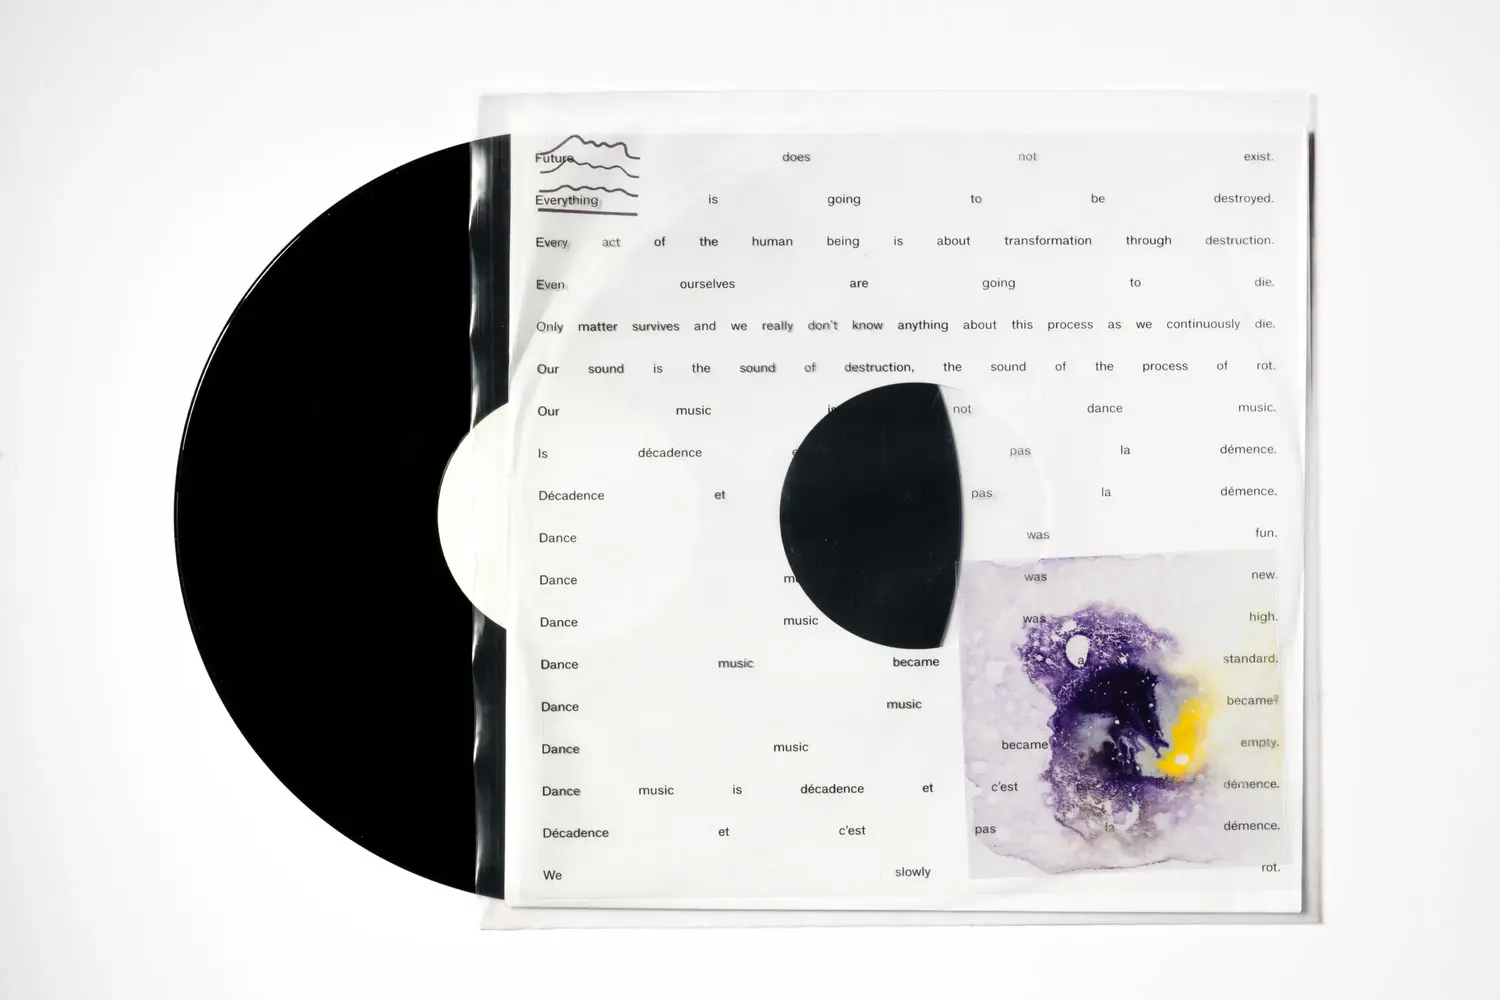 Future does not exist.
Everything is going to be destroyed.
Every act of the human being is about transformation through destruction.
Even ourselves are going to die.
Only matter survives and we really don't know anything about this process as we continuously die.
Our sound is the sound of destruction, the sound of the process of rot.
Our music is not dance music.
Is décadence pas la démence.
Décadence et pas la démence.
Dance was fun.
Dance was new.
Dance music was high.
Dance music became a standard.
Dance music became?
Dance music became empty.
Dance music is décadence et c'est pas la démence.
Décadence et c'est pas la démence.
We slowly rot.